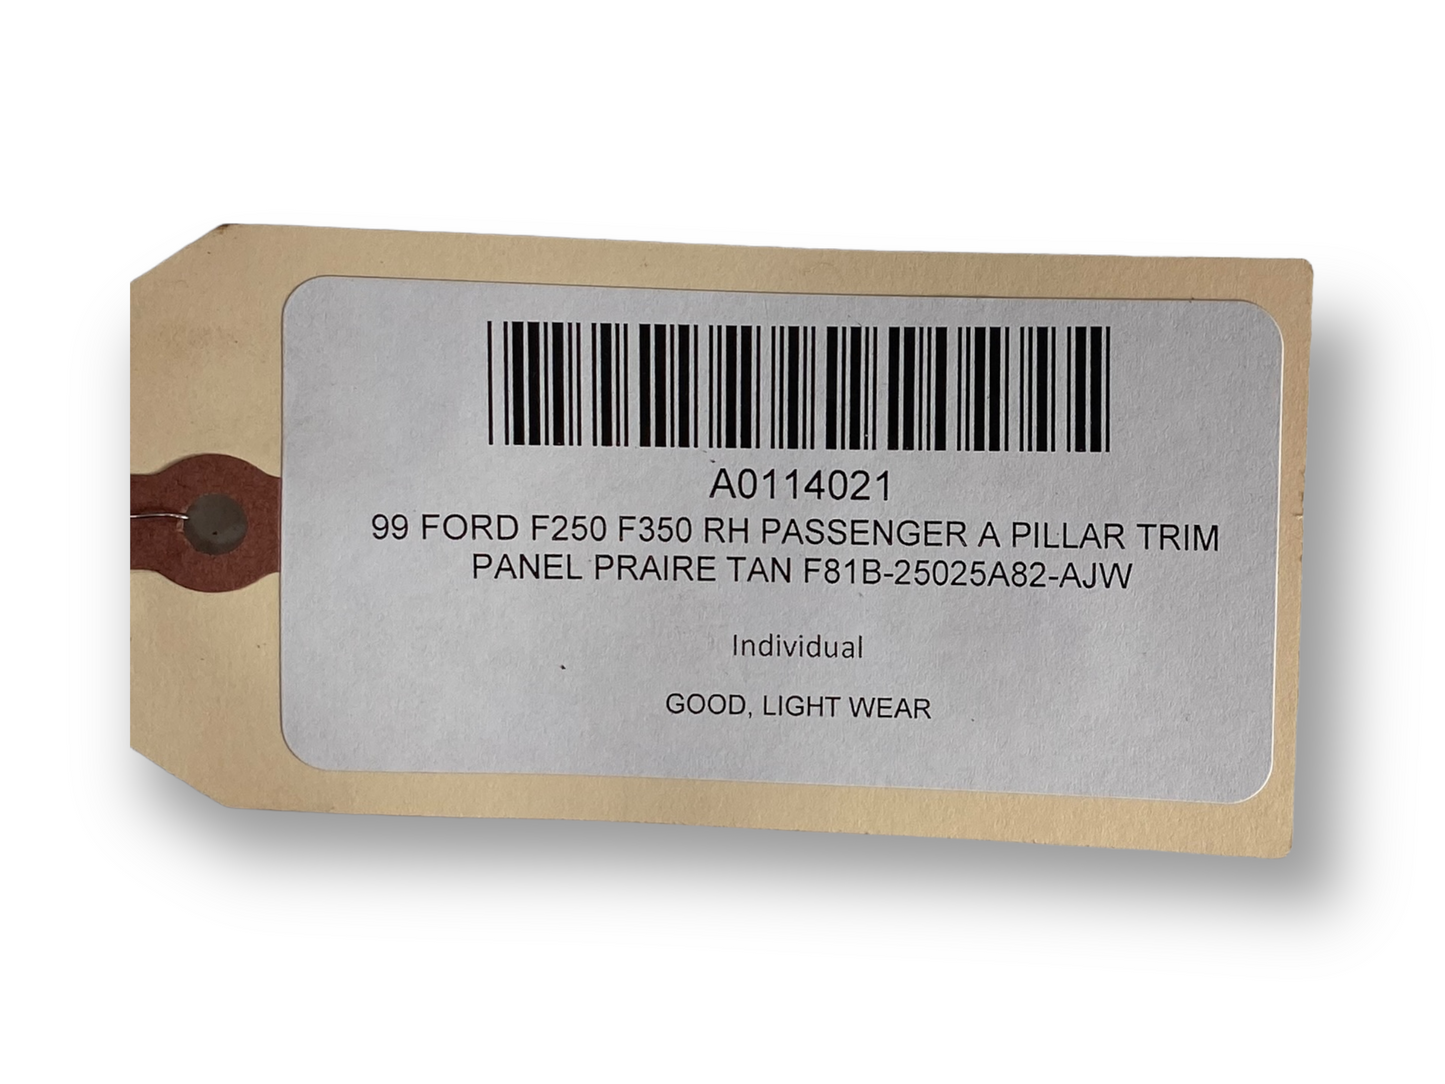 A0114021
99 FORD F250 F350 RH PASSENGER A PILLAR TRIM
PANEL PRAIRE TAN F81B-25025A82-AJW
Individual
GOOD, LIGHT WEAR